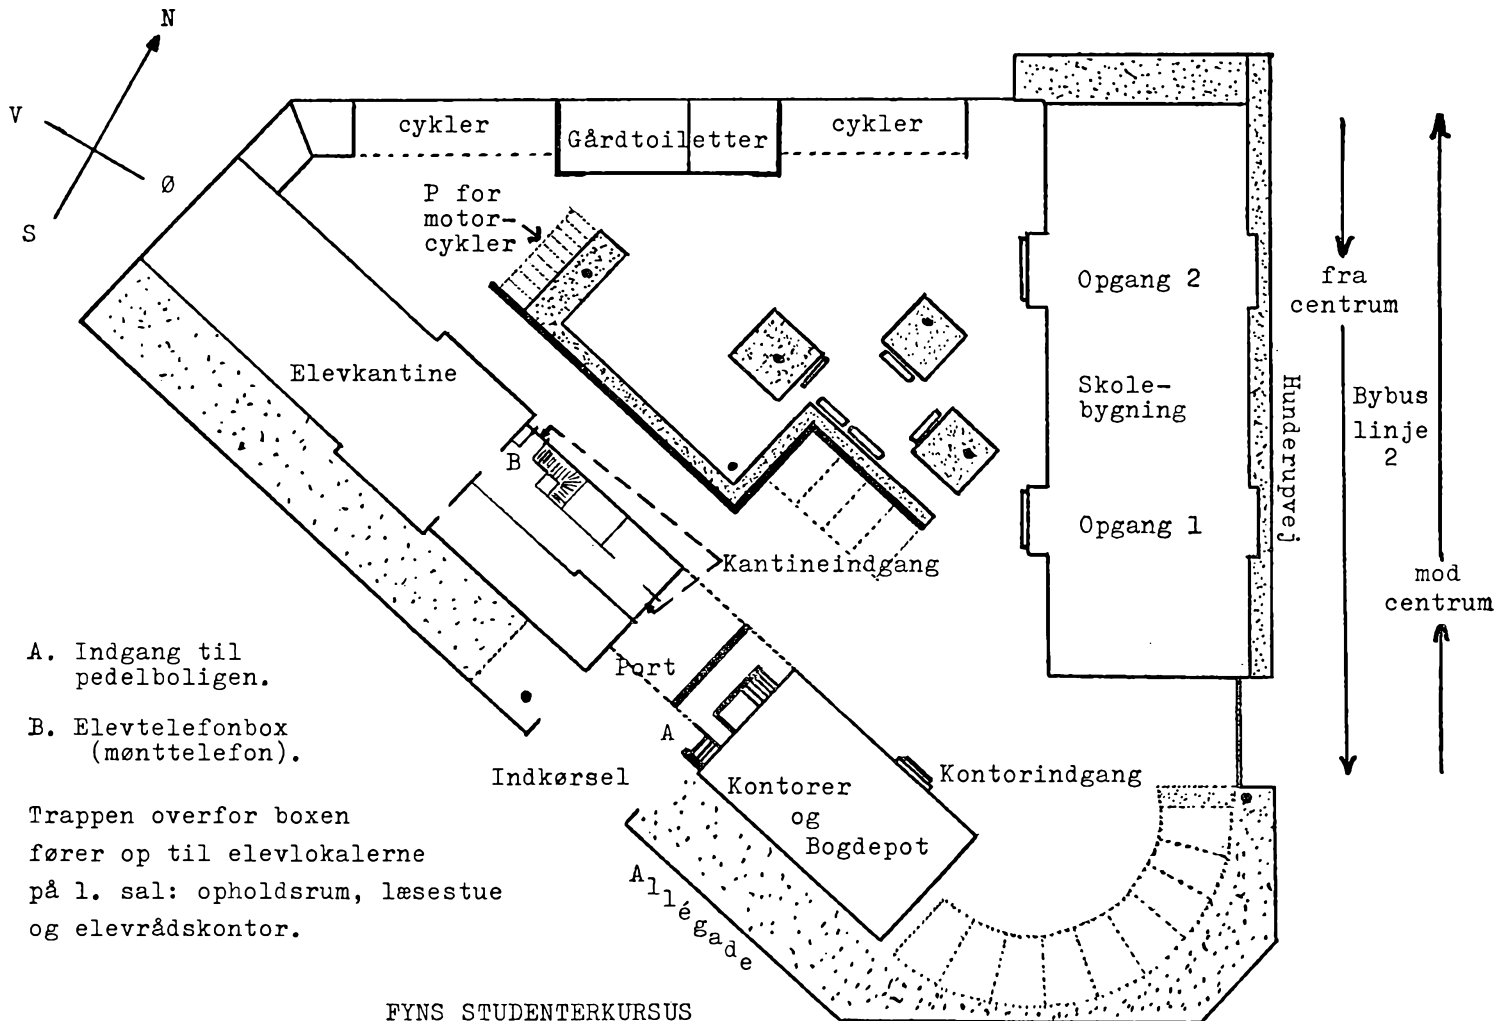 N
V
Ø
S
cykler
Gårdtoiletter
cykler
P for
motor-
cykler
Opgang 2
fra
centrum
Elevkantine
Skole-
bygning
Hunderupvej
Bybus
linje
2
B
Opgang 1
Kantineindgang
mod
centrum
A. Indgang til
pedelboligen.
Port
B. Elevtelefonbox
(mønttelefon).
A
Indkørsel
Kontorer
og
Bogdepot
Kontorindgang
Trappen overfor boxen
fører op til elevlokalerne
på 1. sal: opholdsrum, læsestue
og elevrådskontor.
Allégade
FYNS STUDENTERKURSUS